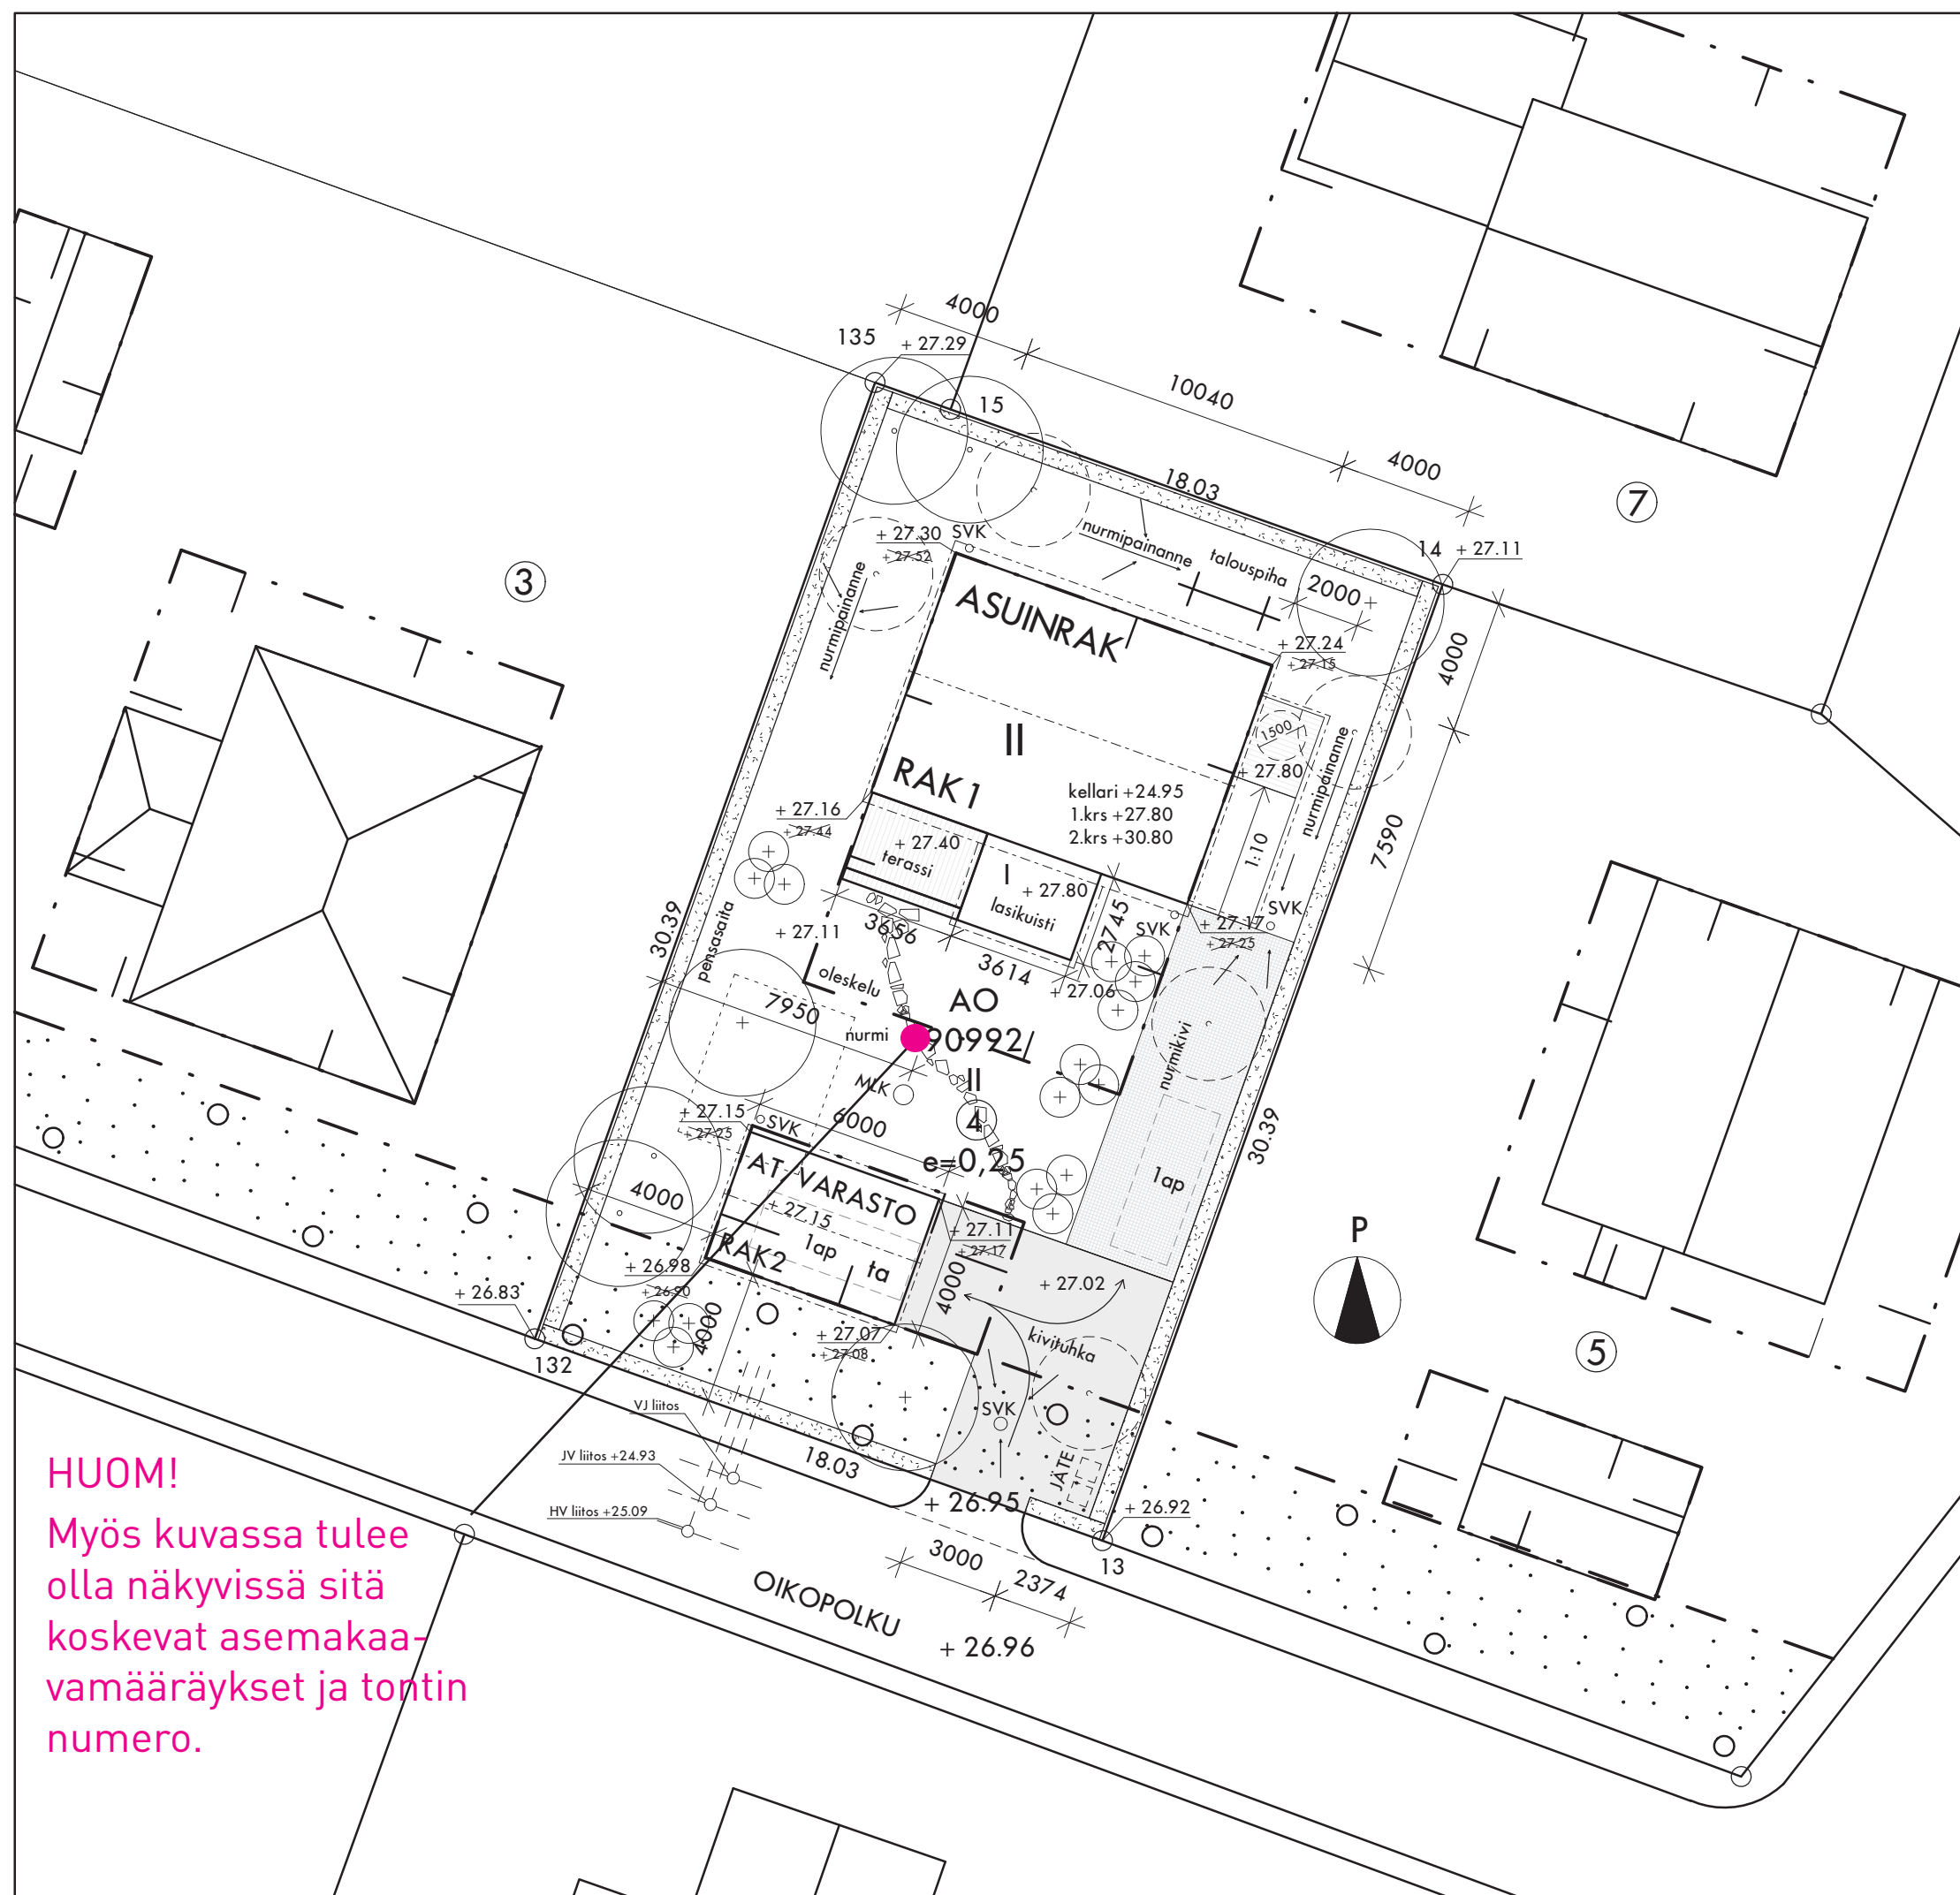 4000
135
+ 27.29
15
10040
4000
7
18.03
14
+ 27.11
3
+ 27.30
SVK
+ 27.52
nurmipainanne
talouspiha
2000
nurmipainanne
ASUINRAK
+ 27.24
+ 27.15
4000
II
1500
nurmipainanne
+ 27.80
RAK 1
kellari +24.95
1.krs +27.80
2.krs +30.80
+ 27.16
+ 27.44
7590
1:10
+ 27.40
terassi
I
+ 27.80
lasikuisti
30.39
pensasaita
3656
2745
SVK
SVK
+ 27.17
+ 27.25
+ 27.11
oleskelu
3614
+ 27.06
7950
AO
nurmi
90992
nurmikivi
MLK
II
4
+ 27.15
+ 27.25
SVK
6000
e=0,25
30.39
AT, VARASTO
1ap
4000
+ 27.15
1ap
RAK2
ta
+ 27.11
+ 27.17
P
+ 26.98
+ 26.90
4000
+ 27.02
+ 26.83
4000
+ 27.07
+ 27.08
kivituhka
5
132
VJ liitos
SVK
JV liitos +24.93
18.03
JÄTE
HV liitos +25.09
+ 26.95
+ 26.92
3000
13
2374
OIKOPOLKU
+ 26.96
HUOM!
Myös kuvassa tulee
olla näkyvissä sitä
koskevat asemakaa-
vamääräykset ja tontin
numero.